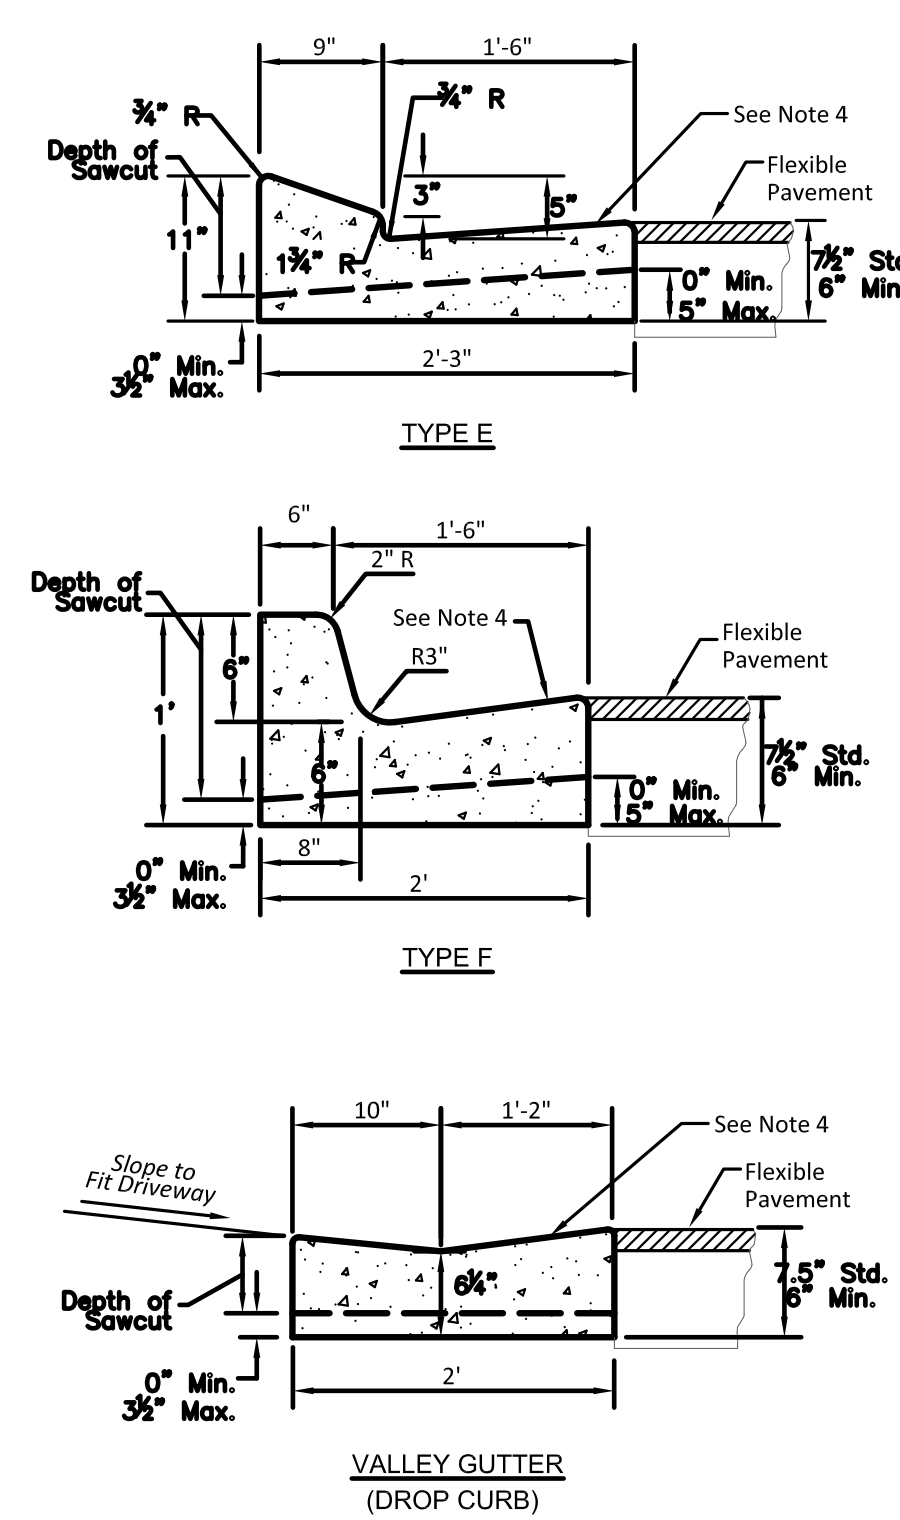 9"
1'-6"
¾" R
¾" R
See Note 4
Depth of
Sawcut
Flexible
Pavement
3"
5"
11"
1¾" R
7½" Std
6" Min
0" Min.
5" Max.
0" Min.
3½" Max.
2'-3"
TYPE E
6"
1'-6"
2" R
Depth of
Sawcut
See Note 4
Flexible
Pavement
R3"
6"
1'
6"
7½" Std.
6" Min.
0" Min.
5" Max.
8"
0" Min.
3½" Max.
2'
TYPE F
10"
1'-2"
See Note 4
Slope to
Fit Driveway
Flexible
Pavement
6¼"
7.5" Std.
6" Min.
Depth of
Sawcut
0" Min.
3½" Max.
2'
VALLEY GUTTER
(DROP CURB)